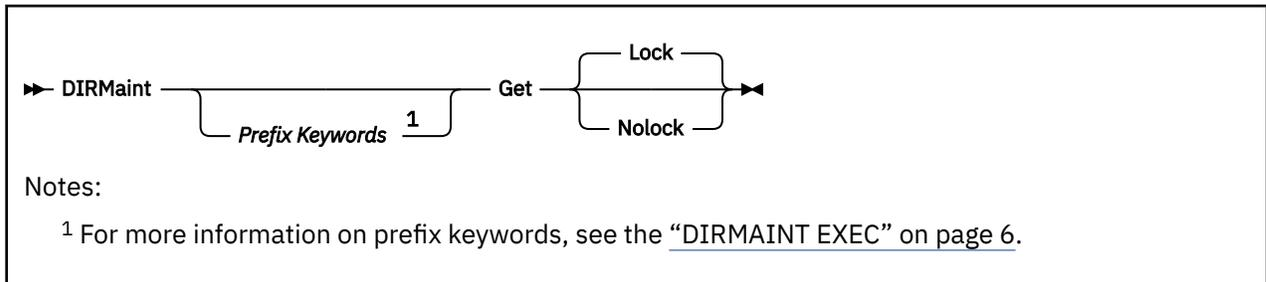 Lock
DIRMaint Get
Prefix Keywords 1
Nolock
Notes:
1 For more information on prefix keywords, see the “DIRMAINT EXEC” on page 6.